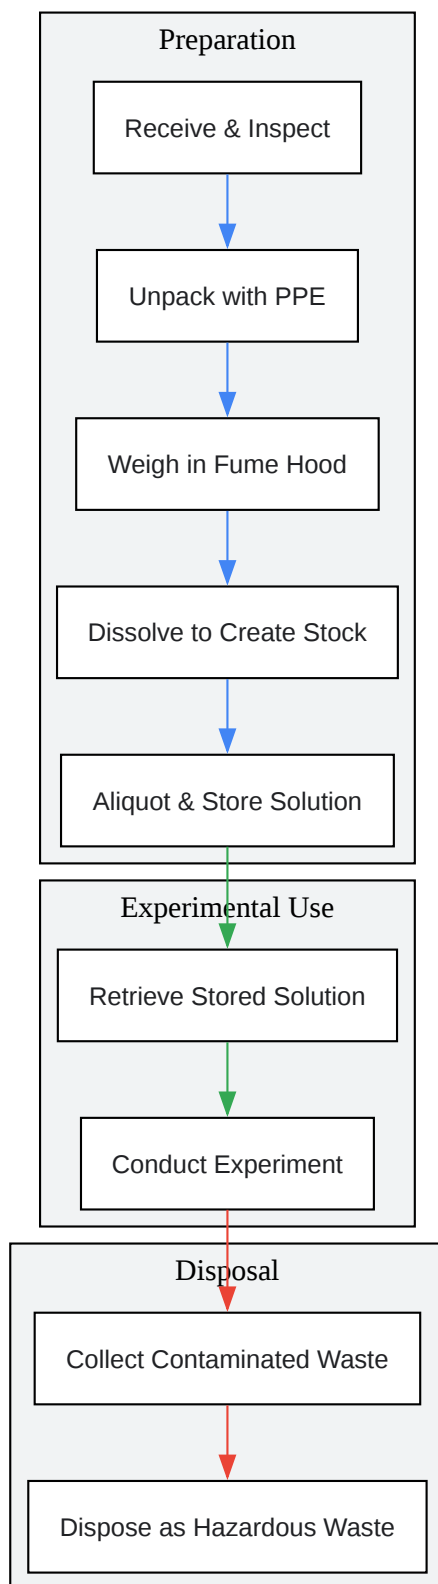 Preparation
Receive & Inspect
Unpack with PPE
Weigh in Fume Hood
Dissolve to Create Stock
Aliquot & Store Solution
Experimental Use
Retrieve Stored Solution
Conduct Experiment
Disposal
Collect Contaminated Waste
Dispose as Hazardous Waste